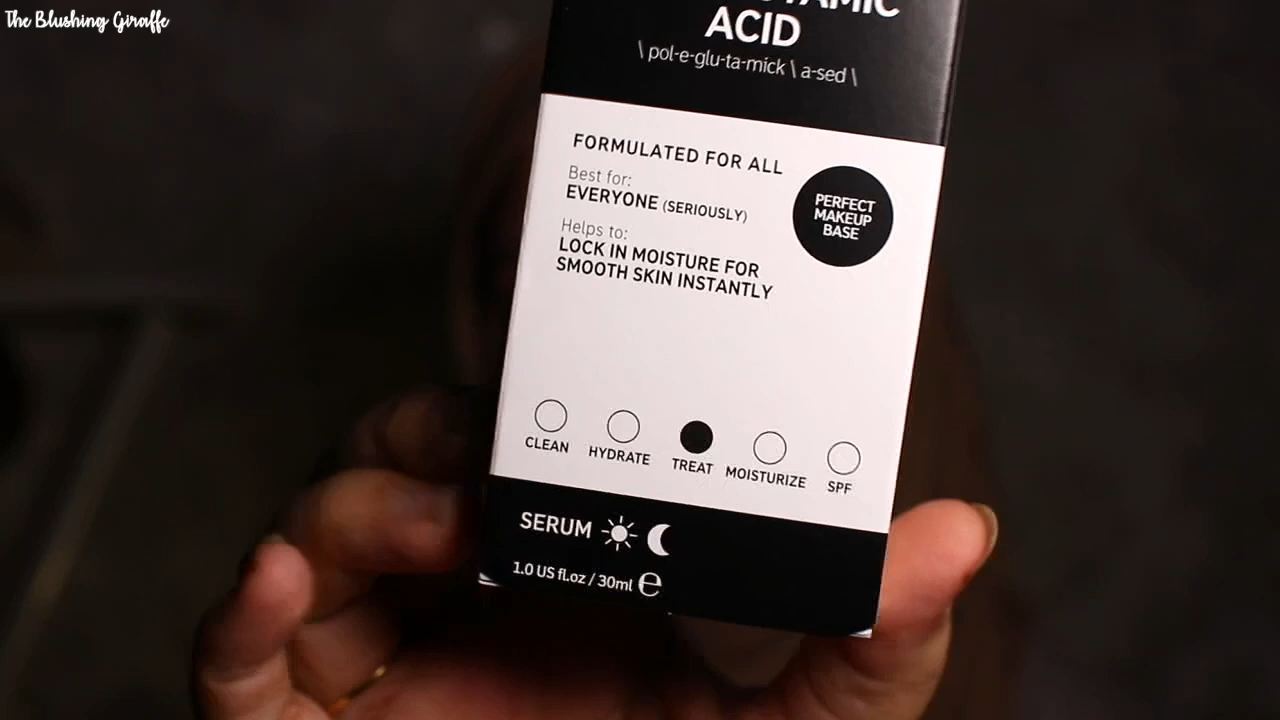 The Blushing Giraffe
ACID
\ pol-e-glu-ta-mick \ a-sed \
FORMULATED FOR ALL
Best for:
EVERYONE (SERIOUSLY)
Helps to:
LOCK IN MOISTURE FOR
SMOOTH SKIN INSTANTLY
PERFECT
MAKEUP
BASE
CLEAN
HYDRATE
TREAT
MOISTURIZE
SPF
SERUM
1.0 US fl.oz / 30ml e